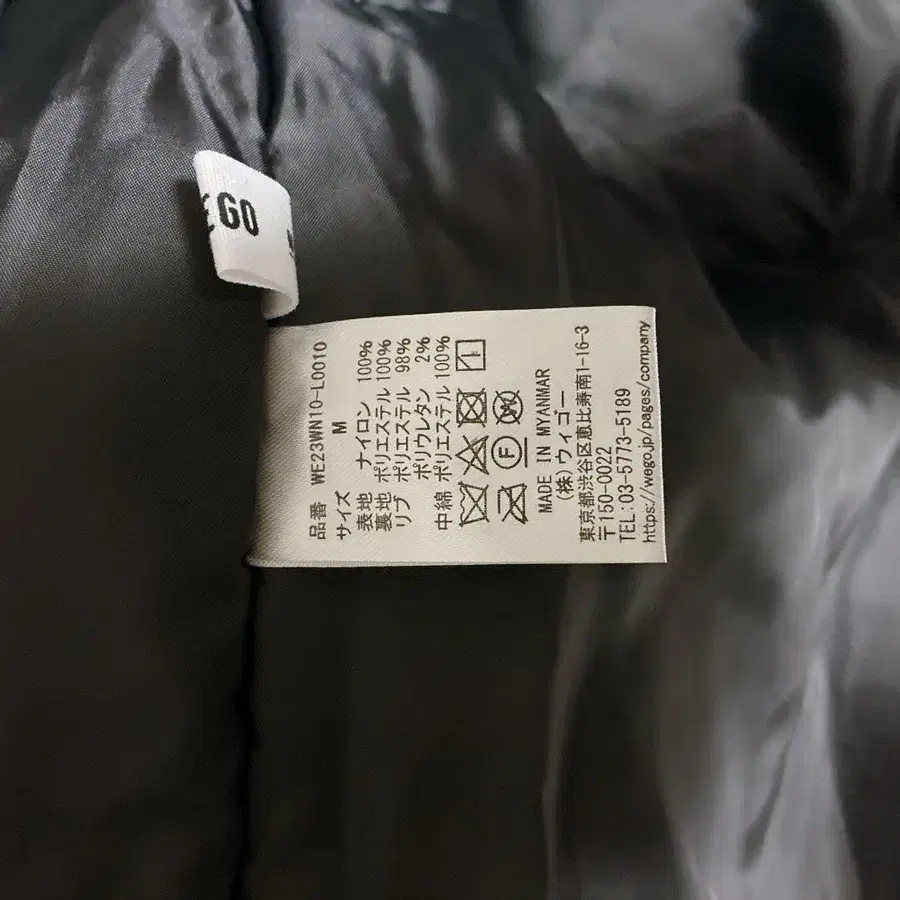 EGO
品番 WE23WN10-L0010
サイズ M
表地 ナイロン 100%
裏地 ポリエステル 100%
リブ ポリエステル 98%
ポリウレタン 2%
中綿 ポリエステル 100%
F W
MADE IN MYANMAR
(株)ウィゴー
東京都渋谷区恵比寿南1-16-3
〒150-0022
TEL:03-5773-5189
https://wego.jp/pages/company